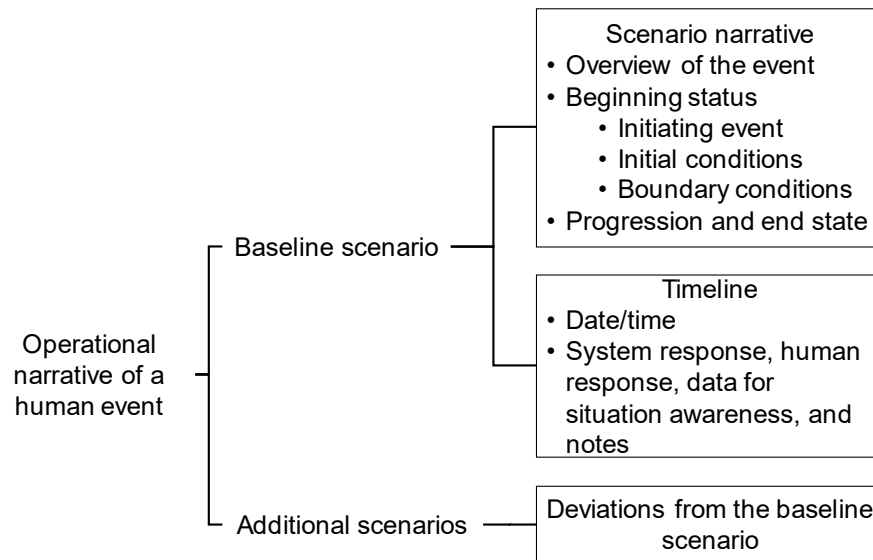 Scenario narrative
• Overview of the event
• Beginning status
• Initiating event
• Initial conditions
• Boundary conditions
• Progression and end state
Baseline scenario
Timeline
• Date/time
• System response, human
response, data for
situation awareness, and
notes
Operational
narrative of a
human event
Additional scenarios
Deviations from the baseline
scenario